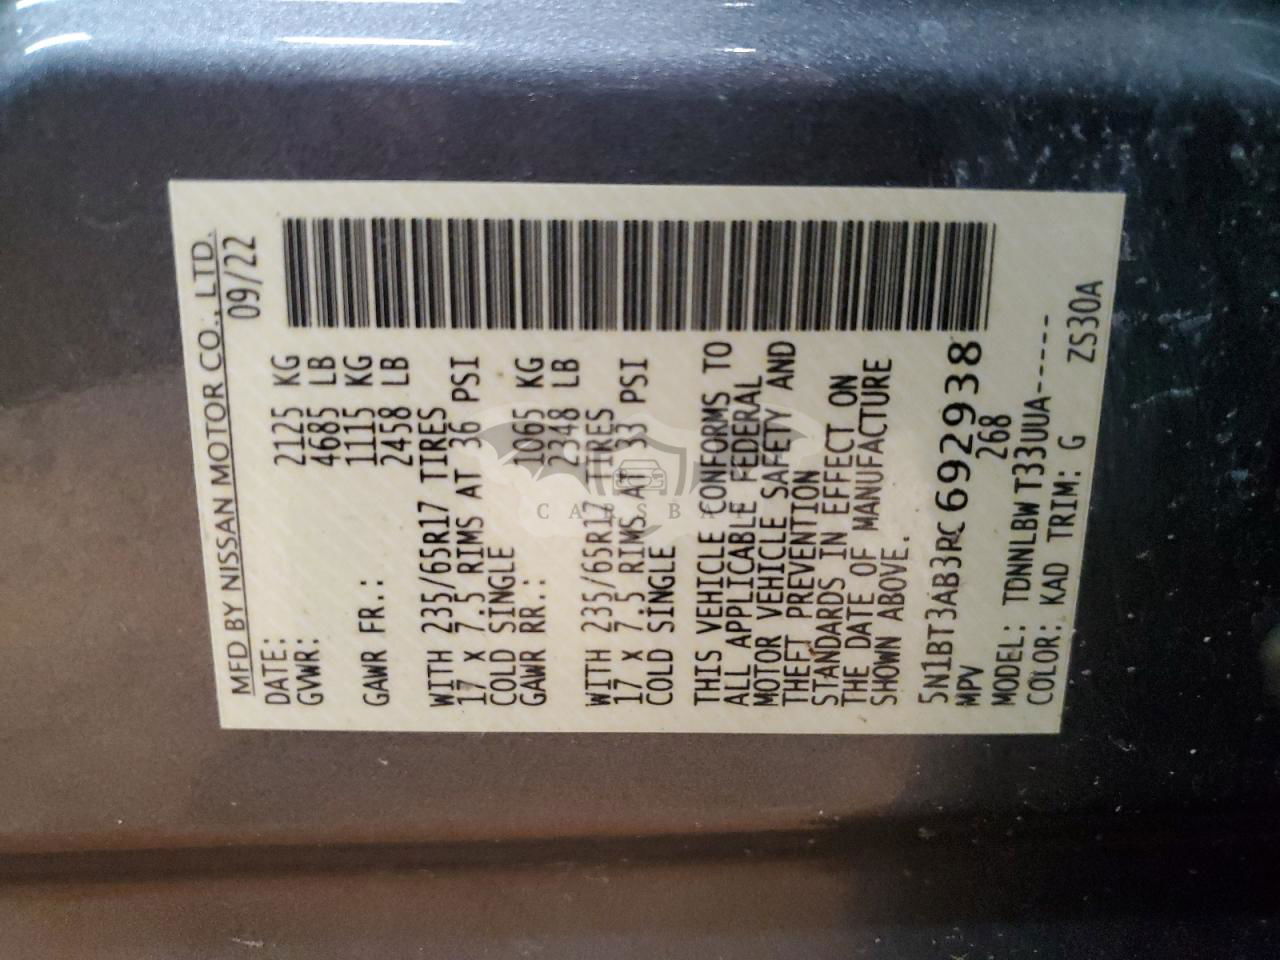 MFD BY NISSAN MOTOR CO., LTD.
DATE: 09/22
GVWR: 2125 KG
4685 LB
GAWR FR.: 1115 KG
2458 LB
WITH 235/65R17 TIRES
17 x 7.5 RIMS AT 36 PSI
COLD SINGLE
GAWR RR.: 1065 KG
2348 LB
WITH 235/65R17 TIRES
17 x 7.5 RIMS AT 33 PSI
COLD SINGLE
THIS VEHICLE CONFORMS TO
ALL APPLICABLE FEDERAL
MOTOR VEHICLE SAFETY AND
THEFT PREVENTION
STANDARDS IN EFFECT ON
THE DATE OF MANUFACTURE
SHOWN ABOVE.
5N1BT3AB3PC692938
MPV 268
MODEL: TDNNLBW T33UUA-----
COLOR: KAD TRIM: G ZS30A